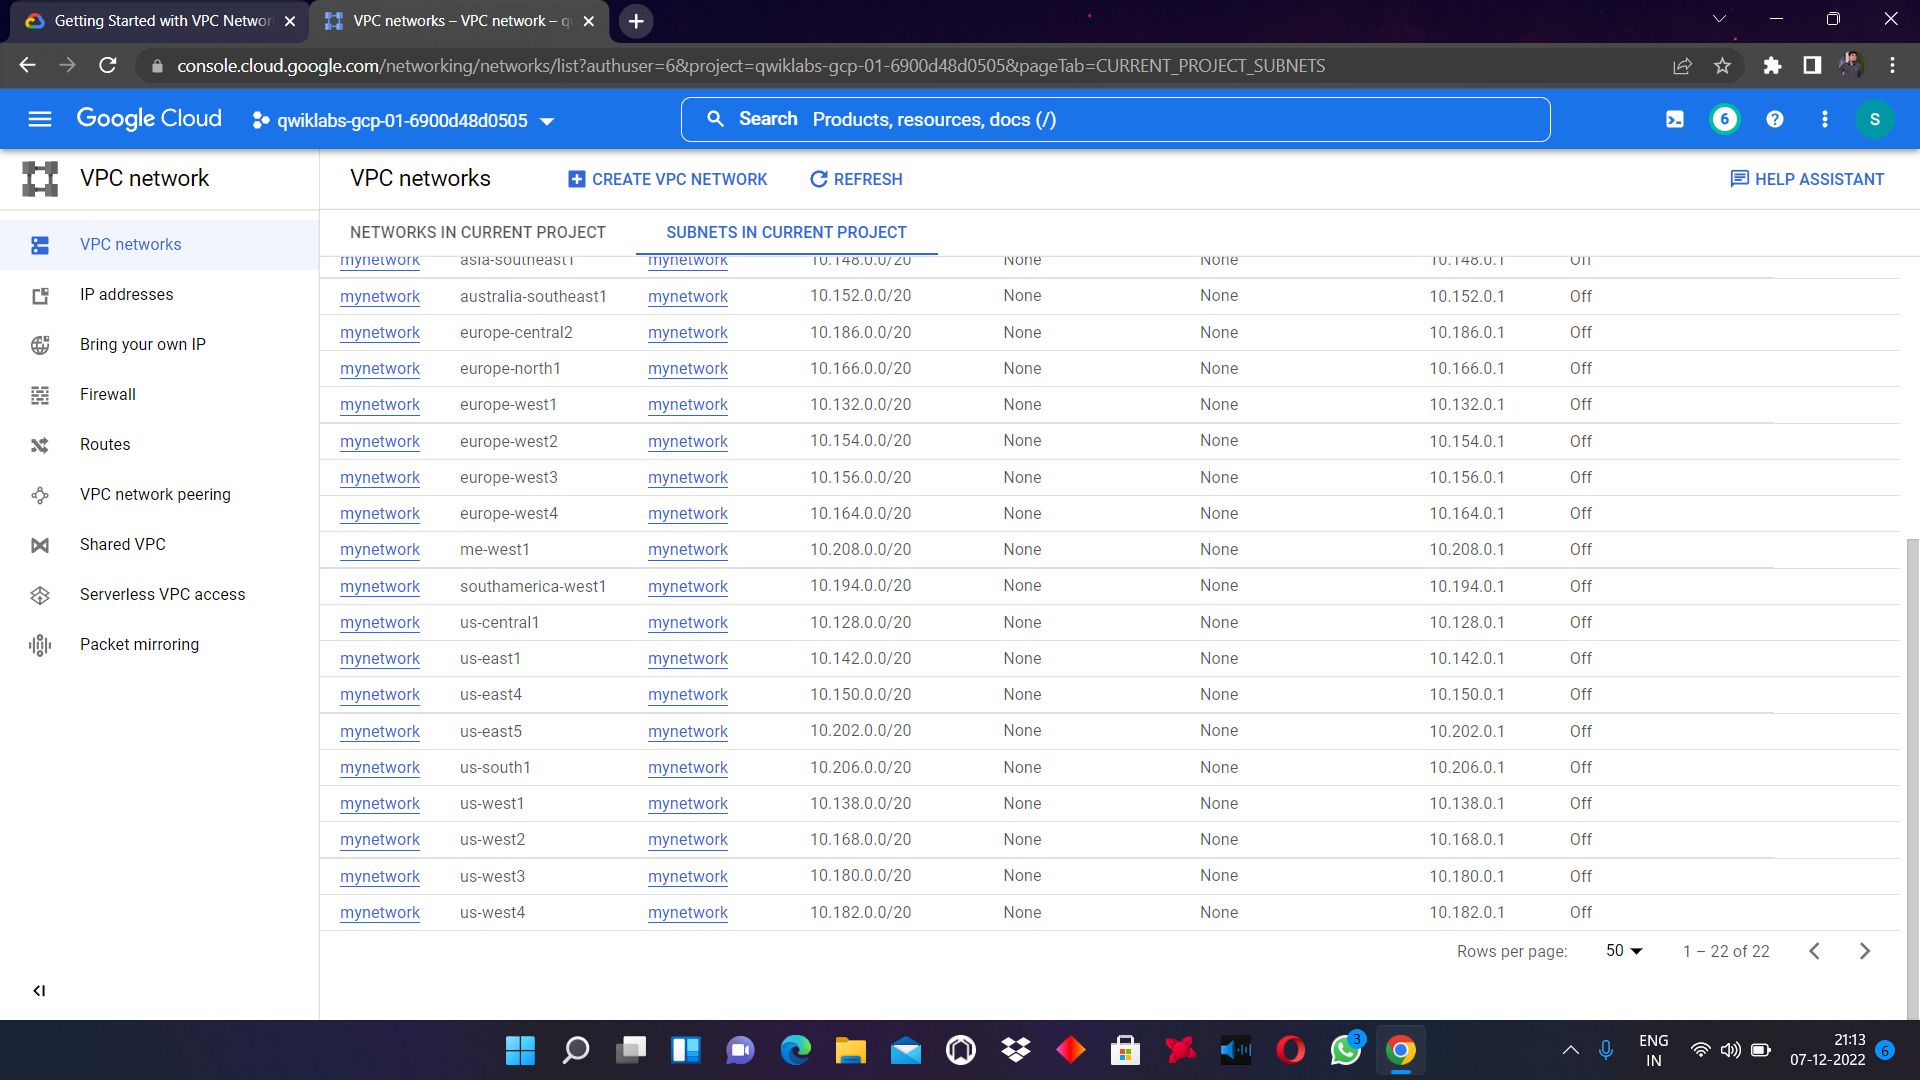 Getting Started with VPC Networ
VPC networks – VPC network – q
console.cloud.google.com/networking/networks/list?authuser=6&project=qwiklabs-gcp-01-6900d48d0505&pageTab=CURRENT_PROJECT_SUBNETS
Google Cloud
qwiklabs-gcp-01-6900d48d0505
Search Products, resources, docs (/)
6
S
VPC network
VPC networks
CREATE VPC NETWORK
REFRESH
HELP ASSISTANT
VPC networks
IP addresses
Bring your own IP
Firewall
Routes
VPC network peering
Shared VPC
Serverless VPC access
Packet mirroring
NETWORKS IN CURRENT PROJECT
SUBNETS IN CURRENT PROJECT
mynetwork asia-southeast1 mynetwork 10.148.0.0/20 None None 10.148.0.1 Off
mynetwork australia-southeast1 mynetwork 10.152.0.0/20 None None 10.152.0.1 Off
mynetwork europe-central2 mynetwork 10.186.0.0/20 None None 10.186.0.1 Off
mynetwork europe-north1 mynetwork 10.166.0.0/20 None None 10.166.0.1 Off
mynetwork europe-west1 mynetwork 10.132.0.0/20 None None 10.132.0.1 Off
mynetwork europe-west2 mynetwork 10.154.0.0/20 None None 10.154.0.1 Off
mynetwork europe-west3 mynetwork 10.156.0.0/20 None None 10.156.0.1 Off
mynetwork europe-west4 mynetwork 10.164.0.0/20 None None 10.164.0.1 Off
mynetwork me-west1 mynetwork 10.208.0.0/20 None None 10.208.0.1 Off
mynetwork southamerica-west1 mynetwork 10.194.0.0/20 None None 10.194.0.1 Off
mynetwork us-central1 mynetwork 10.128.0.0/20 None None 10.128.0.1 Off
mynetwork us-east1 mynetwork 10.142.0.0/20 None None 10.142.0.1 Off
mynetwork us-east4 mynetwork 10.150.0.0/20 None None 10.150.0.1 Off
mynetwork us-east5 mynetwork 10.202.0.0/20 None None 10.202.0.1 Off
mynetwork us-south1 mynetwork 10.206.0.0/20 None None 10.206.0.1 Off
mynetwork us-west1 mynetwork 10.138.0.0/20 None None 10.138.0.1 Off
mynetwork us-west2 mynetwork 10.168.0.0/20 None None 10.168.0.1 Off
mynetwork us-west3 mynetwork 10.180.0.0/20 None None 10.180.0.1 Off
mynetwork us-west4 mynetwork 10.182.0.0/20 None None 10.182.0.1 Off
Rows per page: 50 1 – 22 of 22
3
ENG
IN
21:13
07-12-2022
6